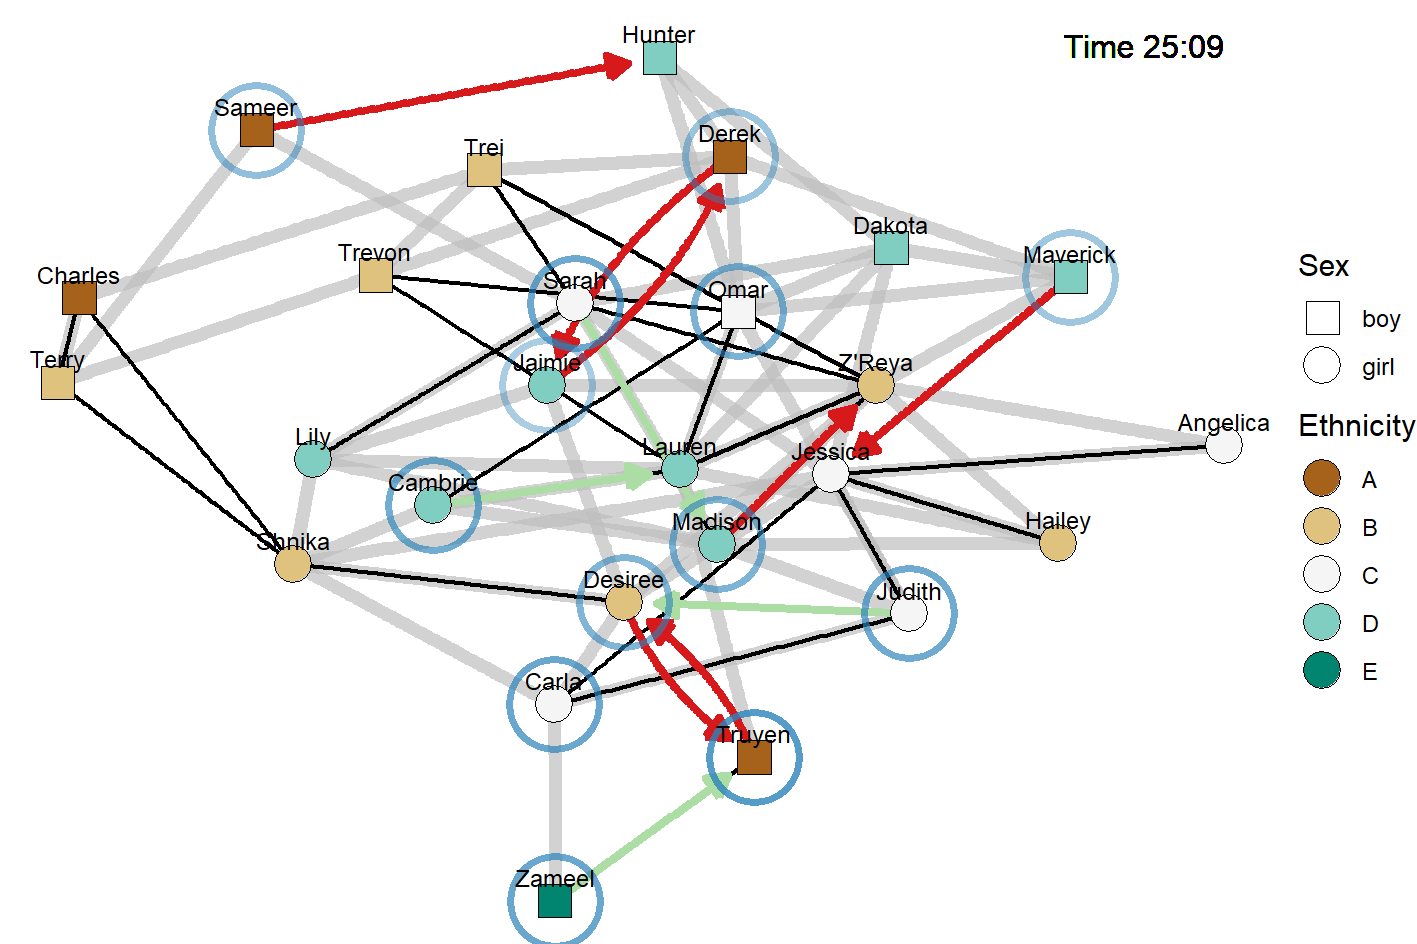 Hunter
Time 25:09
Sameer
Derek
Trei
Dakota
Trevon
Maverick
Charles
Sarah
Omar
Sex
boy
Terry
Jaimie
Z'Reya
girl
Angelica
Ethnicity
Lily
Lauren
Jessica
A
Cambrie
Madison
Hailey
B
Shnika
Desiree
Judith
C
D
E
Carla
Truyen
Zameel